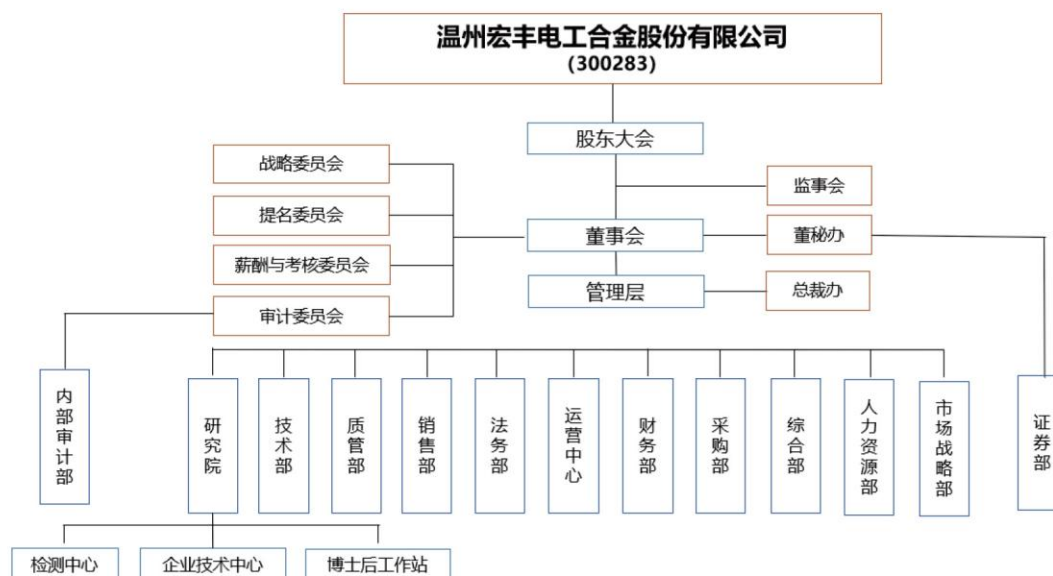 温州宏丰电工合金股份有限公司
(300283)
股东大会
战略委员会
监事会
提名委员会
董事会
董秘办
薪酬与考核委员会
管理层
总裁办
审计委员会
内部审计部
研究院
技术部
质管部
销售部
法务部
运营中心
财务部
采购部
综合部
人力资源部
市场战略部
证券部
检测中心
企业技术中心
博士后工作站